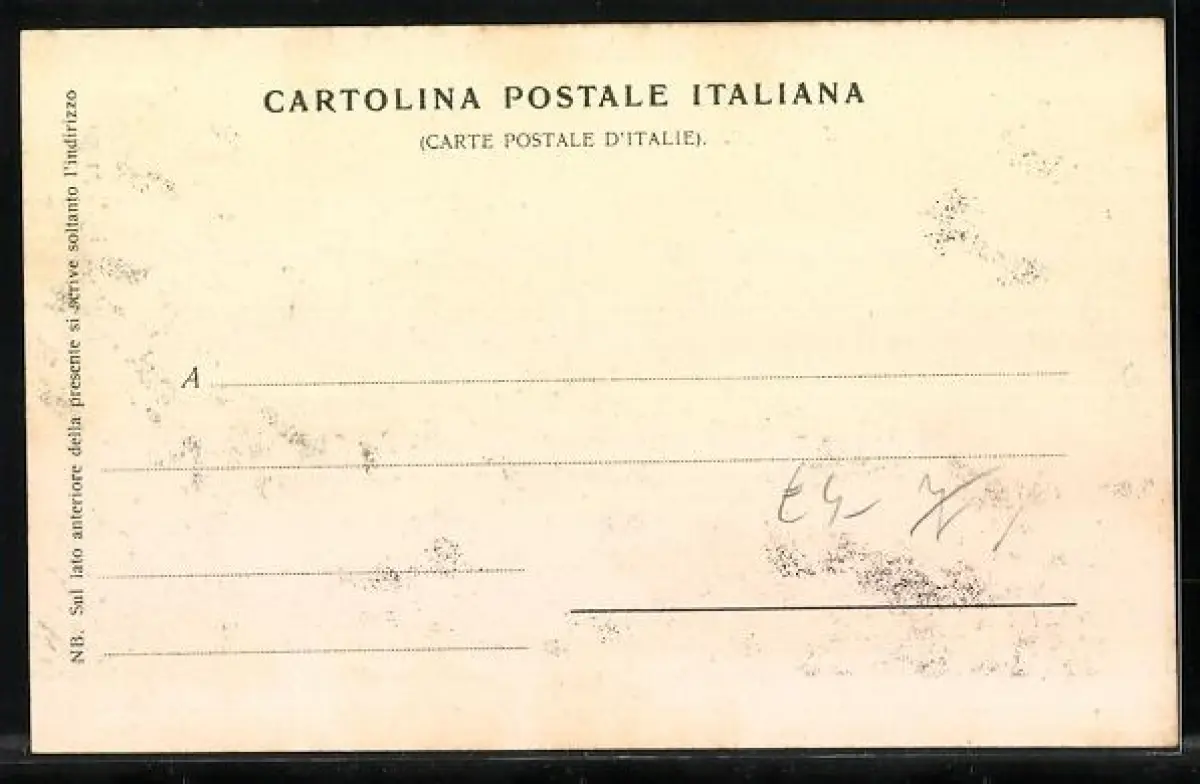 CARTOLINA POSTALE ITALIANA
(CARTE POSTALE D'ITALIE).
NB. Sul lato anteriore della presente si scrive soltanto l'indirizzo
A